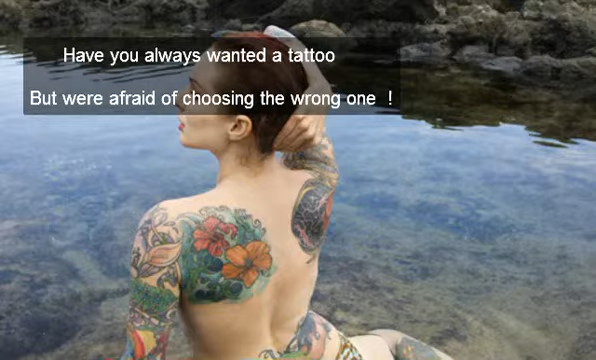 Have you always wanted a tattoo
But were afraid of choosing the wrong one !